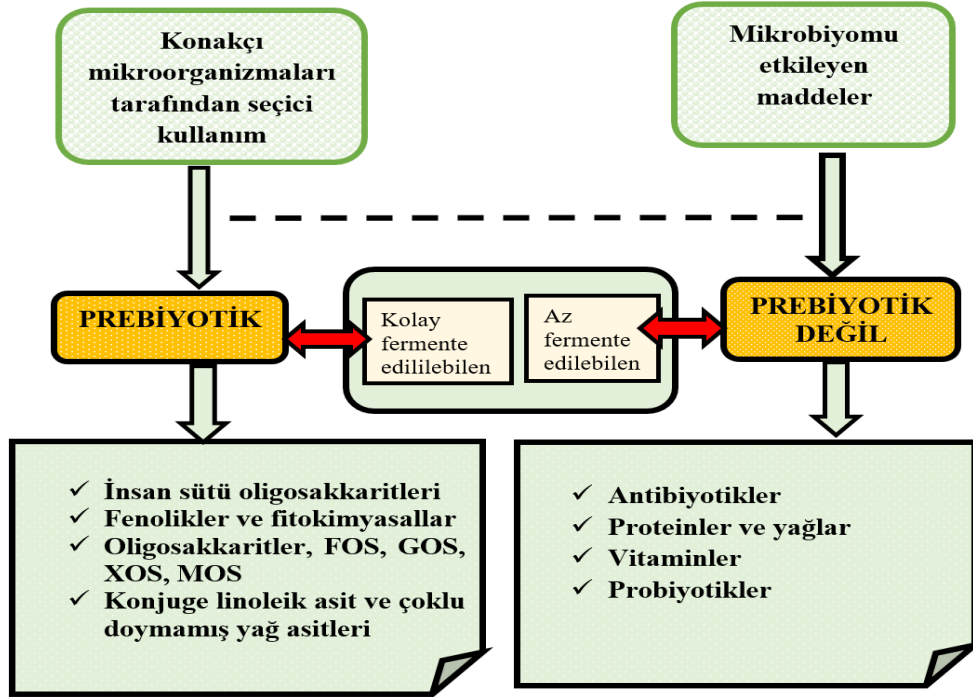 Konakçı
mikroorganizmaları
tarafından seçici
kullanım
Mikrobiyomu
etkileyen
maddeler
PREBİYOTİK
Kolay
fermente
edililebilen
Az
fermente
edilebilen
PREBİYOTİK
DEĞİL
✓ İnsan sütü oligosakkaritleri
✓ Fenolikler ve fitokimyasallar
✓ Oligosakkaritler, FOS, GOS,
XOS, MOS
✓ Konjuge linoleik asit ve çoklu
doymamış yağ asitleri
✓ Antibiyotikler
✓ Proteinler ve yağlar
✓ Vitaminler
✓ Probiyotikler